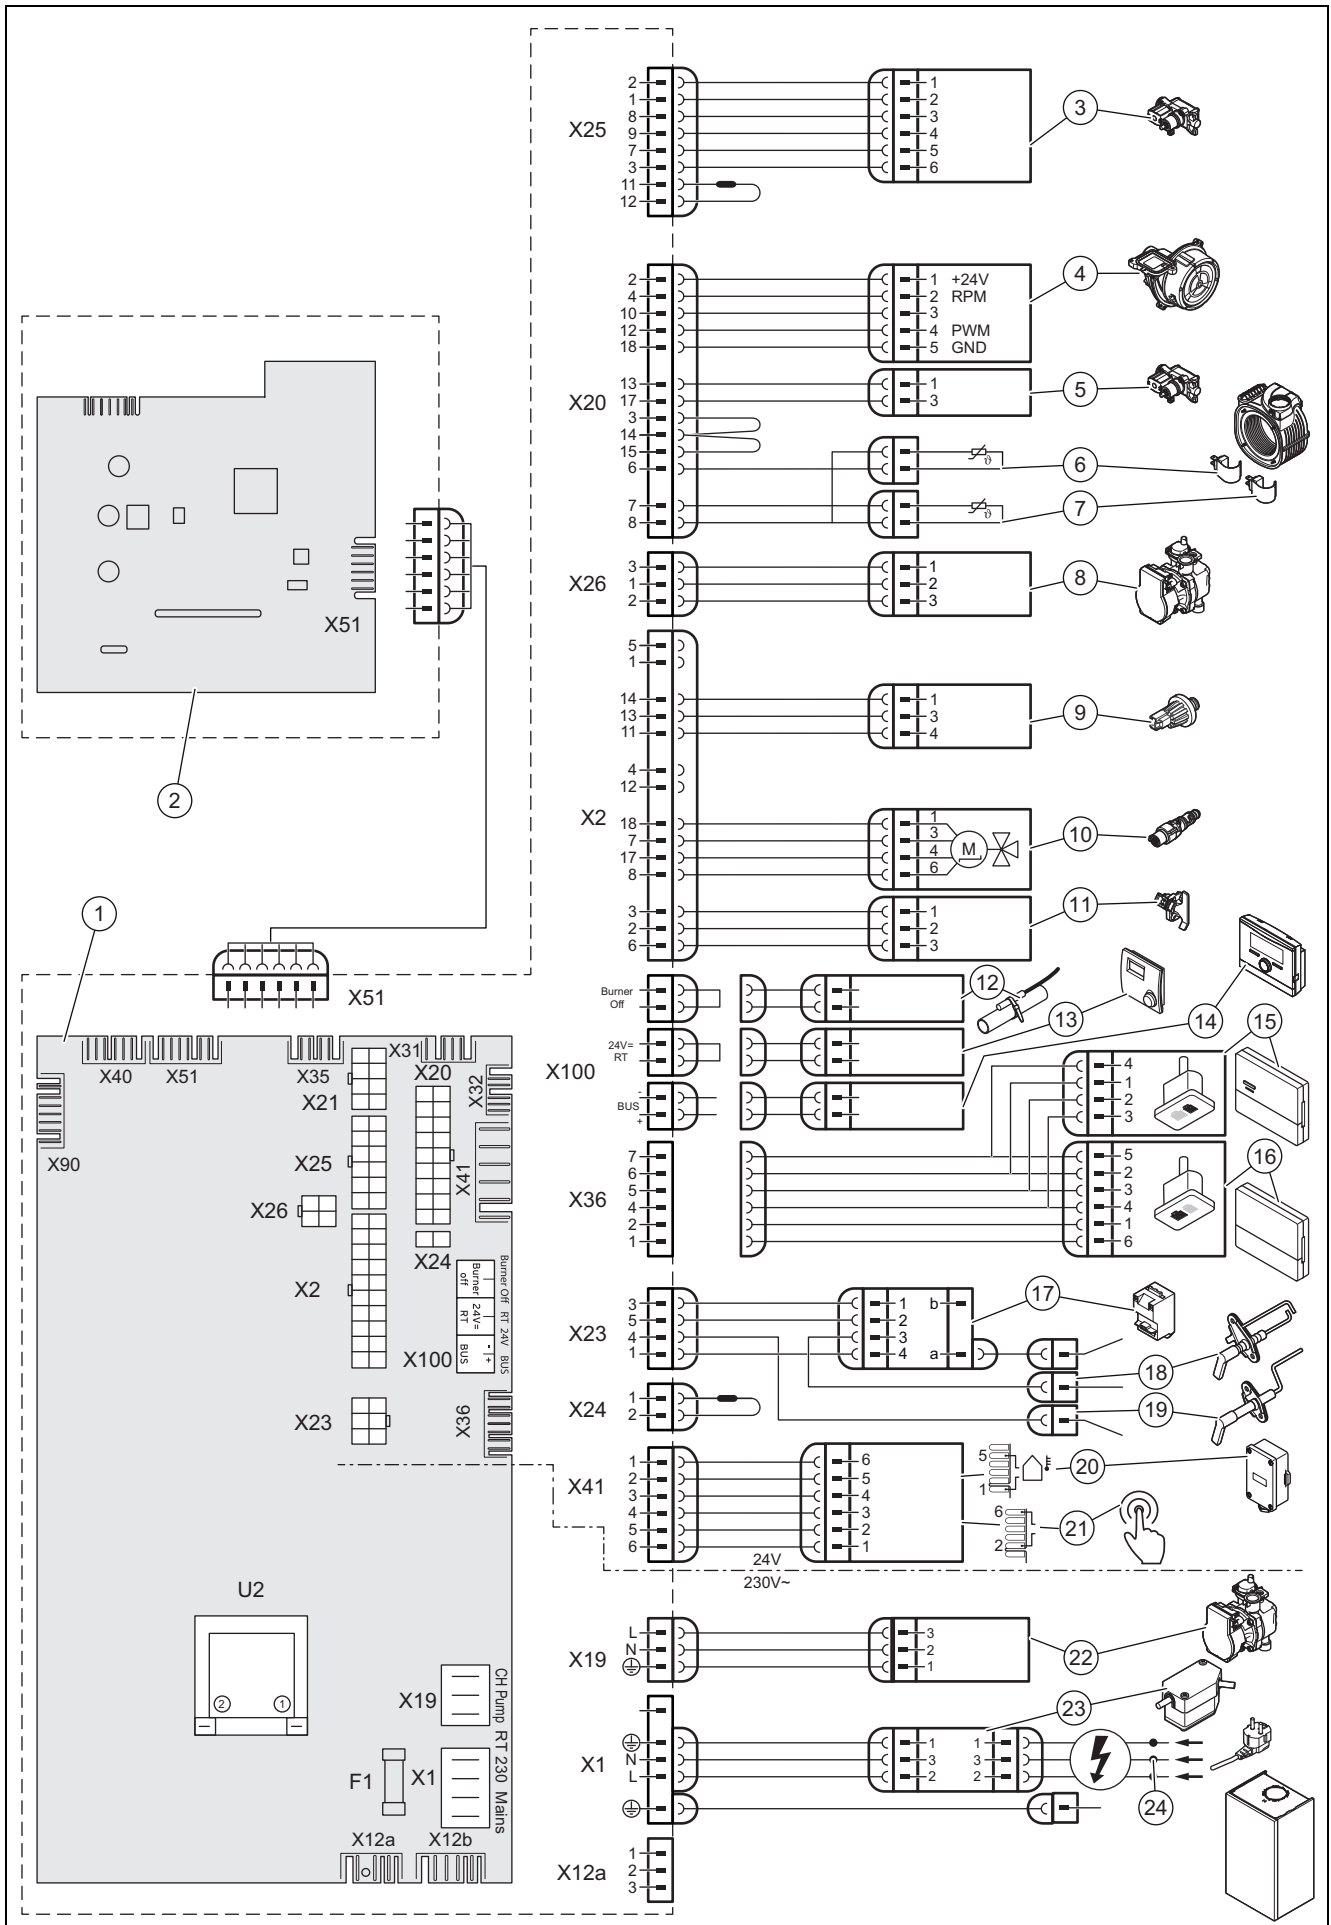 X25
2 1
1 2
8 3
9 4
7 5
3 6
11
12
3
X20
2 1 +24V
4 2 RPM
10 3
12 4 PWM
18 5 GND
4
13 1
17 3
5
3
14
15
6
ϑ
6
7
8
ϑ
7
X26
3 1
1 2
2 3
8
X51
2
X2
5
1
14 1
13 3
11 4
9
4
12
18 1
7 3
17 4
8 6
M
10
3 1
2 2
6 3
11
1
X51
X100
Burner
Off
12
24V=
RT
13
-
BUS
+
14
4
1
2
3
15
X36
7 5
6 2
5 3
4 4
2 1
1 6
16
X23
3 1 b
5 2
4 3
1 4 a
17
18
19
X24
1
2
X41
1 6
2 5
3 4
4 3
5 2
6 1
5
1
20
6
2
21
24V
230V~
X19
L 3
N 2
1
22
X1
1 1
N 3 3
L 2 2
23
24
X12a
1
2
3
X40
X51
X35
X31
X20
X32
X21
X90
X25
X41
X26
X24
X2
Burner
off
24V=
RT
BUS
-
+
Burner Off RT 24V BUS
X100
X23
X36
U2
2 1
X19
CH Pump RT 230 Mains
F1
X1
X12a
X12b